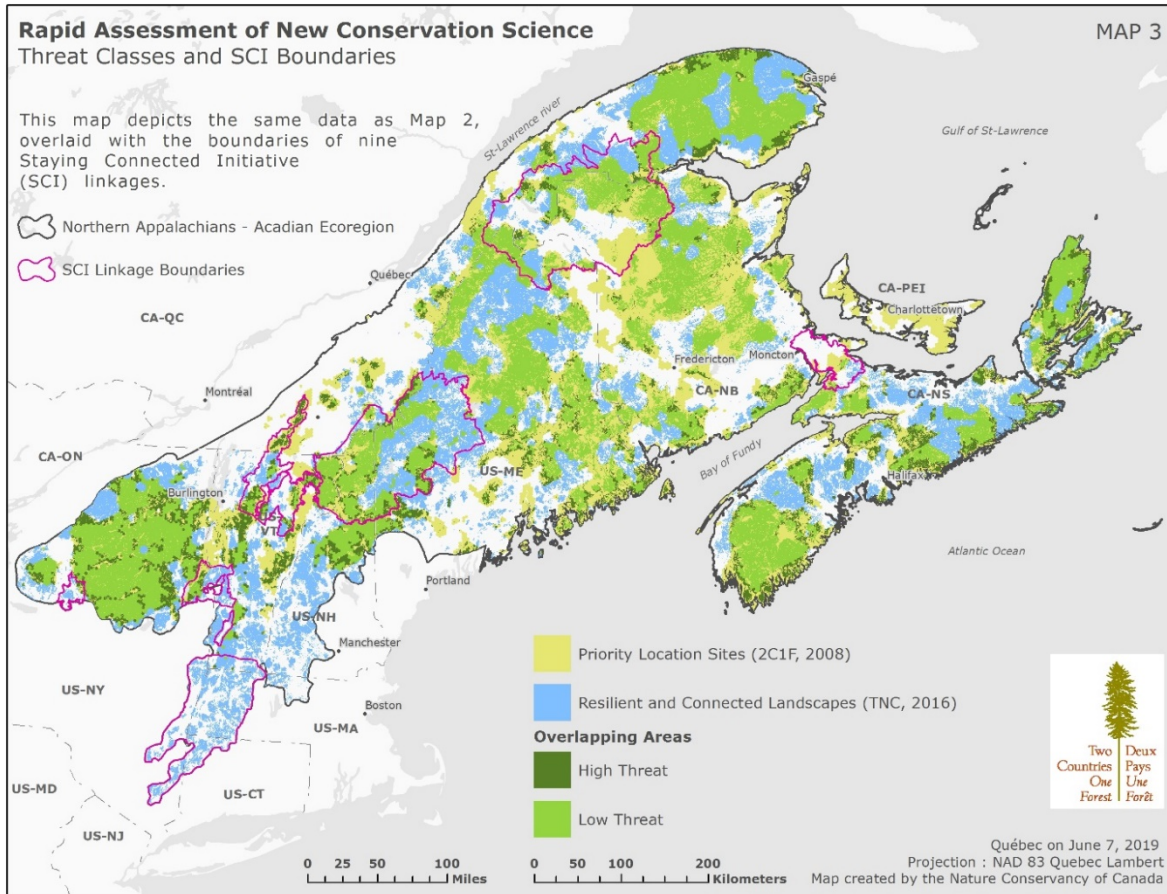 Rapid Assessment of New Conservation Science
MAP 3
Threat Classes and SCI Boundaries
This map depicts the same data as Map 2,
overlaid with the boundaries of nine
Staying Connected Initiative
(SCI) linkages.
Northern Appalachians - Acadian Ecoregion
SCI Linkage Boundaries
St-Lawrence river
Gaspé
Gulf of St-Lawrence
Québec
CA-QC
CA-PEI
Charlottetown
Montréal
Fredericton
Moncton
CA-NB
CA-NS
CA-ON
US-ME
Bay of Fundy
Halifax
Burlington
US-VT
Atlantic Ocean
Portland
US-NH
Manchester
US-NY
Boston
US-MA
US-MD
US-CT
US-NJ
Priority Location Sites (2C1F, 2008)
Resilient and Connected Landscapes (TNC, 2016)
Overlapping Areas
High Threat
Low Threat
Two Deux
Countries Pays
One Une
Forest Forêt
0 25 50 100
Miles
0 50 100 200
Kilometers
Québec on June 7, 2019
Projection : NAD 83 Quebec Lambert
Map created by the Nature Conservancy of Canada